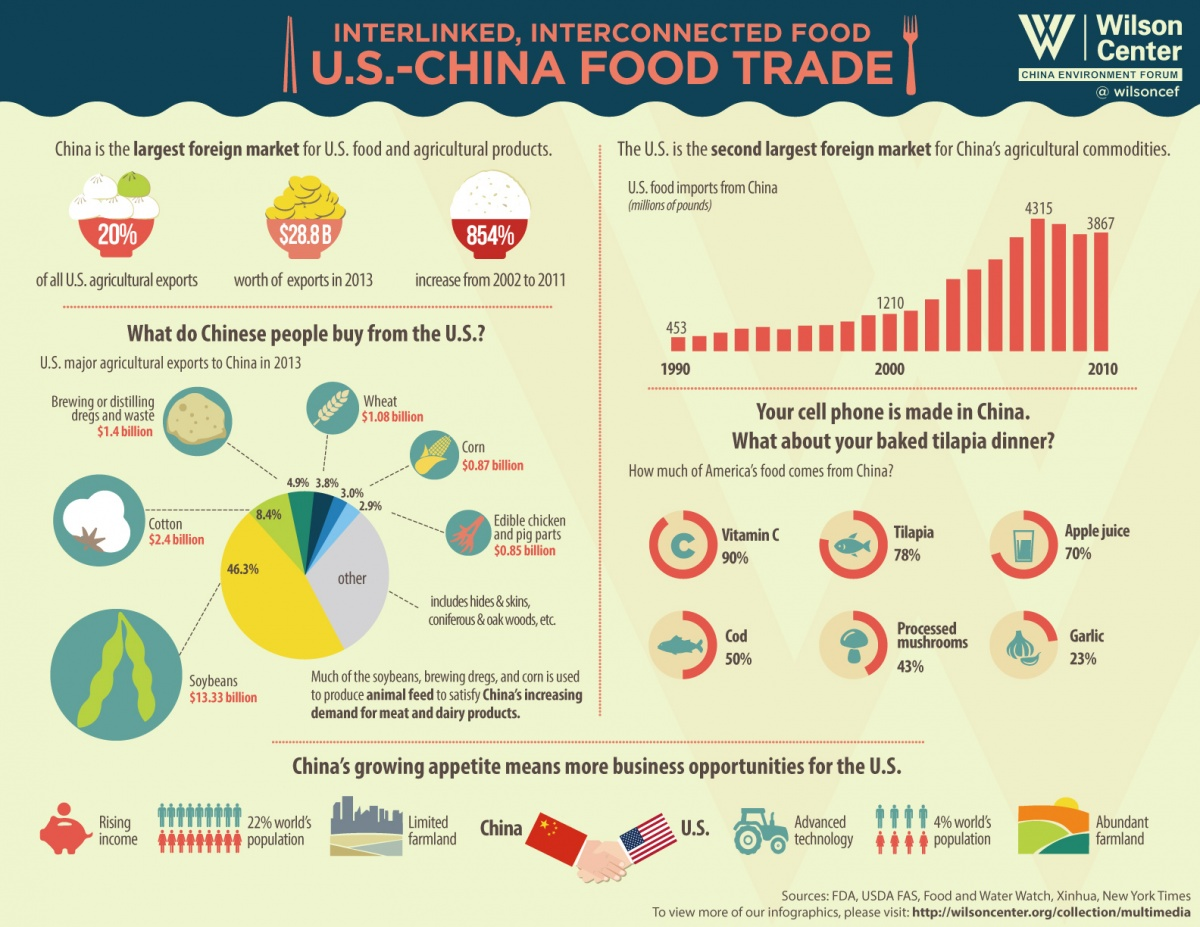 INTERLINKED, INTERCONNECTED FOOD
U.S.-CHINA FOOD TRADE
Wilson
Center
CHINA ENVIRONMENT FORUM
@ wilsoncef
China is the largest foreign market for U.S. food and agricultural products.
20%
of all U.S. agricultural exports
$28.8 B
worth of exports in 2013
854%
increase from 2002 to 2011
What do Chinese people buy from the U.S.?
U.S. major agricultural exports to China in 2013
Brewing or distilling
dregs and waste
$1.4 billion
Wheat
$1.08 billion
Corn
$0.87 billion
Cotton
$2.4 billion
Edible chicken
and pig parts
$0.85 billion
4.9%
3.8%
3.0%
2.9%
8.4%
46.3%
other
includes hides & skins,
coniferous & oak woods, etc.
Soybeans
$13.33 billion
Much of the soybeans, brewing dregs, and corn is used
to produce animal feed to satisfy China's increasing
demand for meat and dairy products.
The U.S. is the second largest foreign market for China's agricultural commodities.
U.S. food imports from China
(millions of pounds)
453
1210
4315
3867
1990
2000
2010
Your cell phone is made in China.
What about your baked tilapia dinner?
How much of America's food comes from China?
C
Vitamin C
90%
Tilapia
78%
Apple juice
70%
Cod
50%
Processed
mushrooms
43%
Garlic
23%
China's growing appetite means more business opportunities for the U.S.
Rising
income
22% world's
population
Limited
farmland
China
U.S.
Advanced
technology
4% world's
population
Abundant
farmland
Sources: FDA, USDA FAS, Food and Water Watch, Xinhua, New York Times
To view more of our infographics, please visit: http://wilsoncenter.org/collection/multimedia